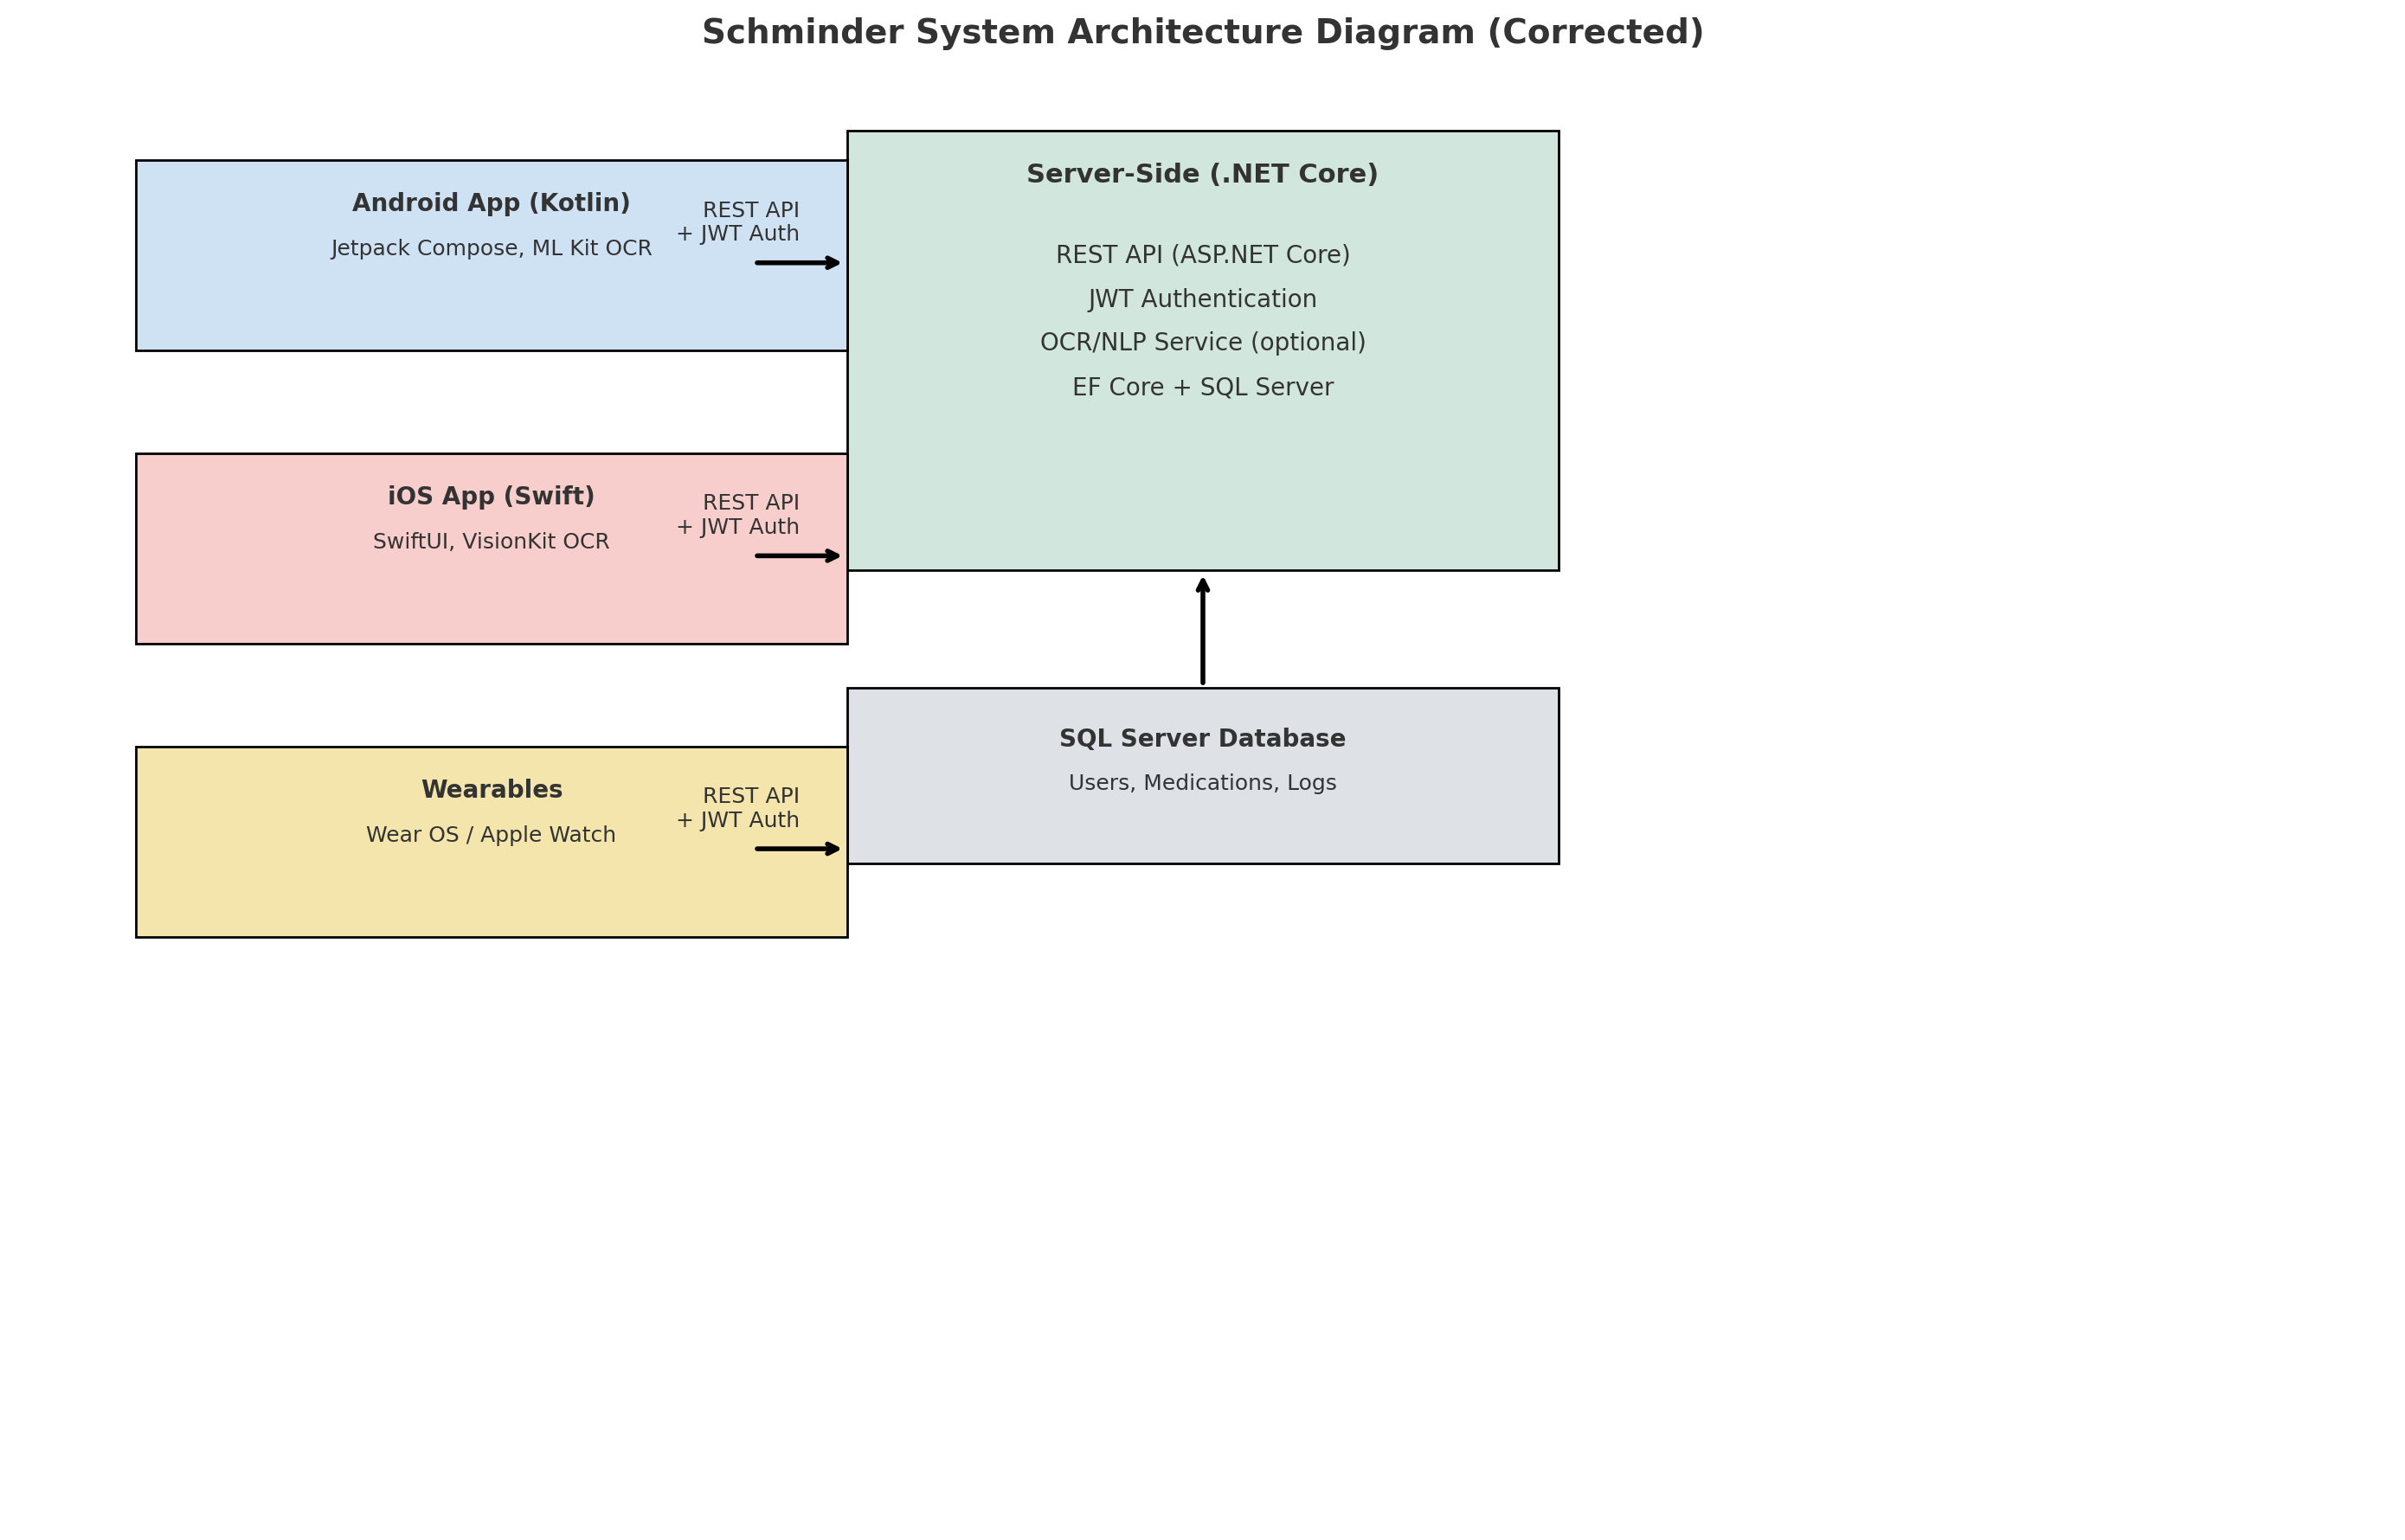 Schminder System Architecture Diagram (Corrected)
Android App (Kotlin)
Jetpack Compose, ML Kit OCR
REST API
+ JWT Auth
Server-Side (.NET Core)
REST API (ASP.NET Core)
JWT Authentication
OCR/NLP Service (optional)
EF Core + SQL Server
iOS App (Swift)
SwiftUI, VisionKit OCR
REST API
+ JWT Auth
SQL Server Database
Users, Medications, Logs
Wearables
Wear OS / Apple Watch
REST API
+ JWT Auth